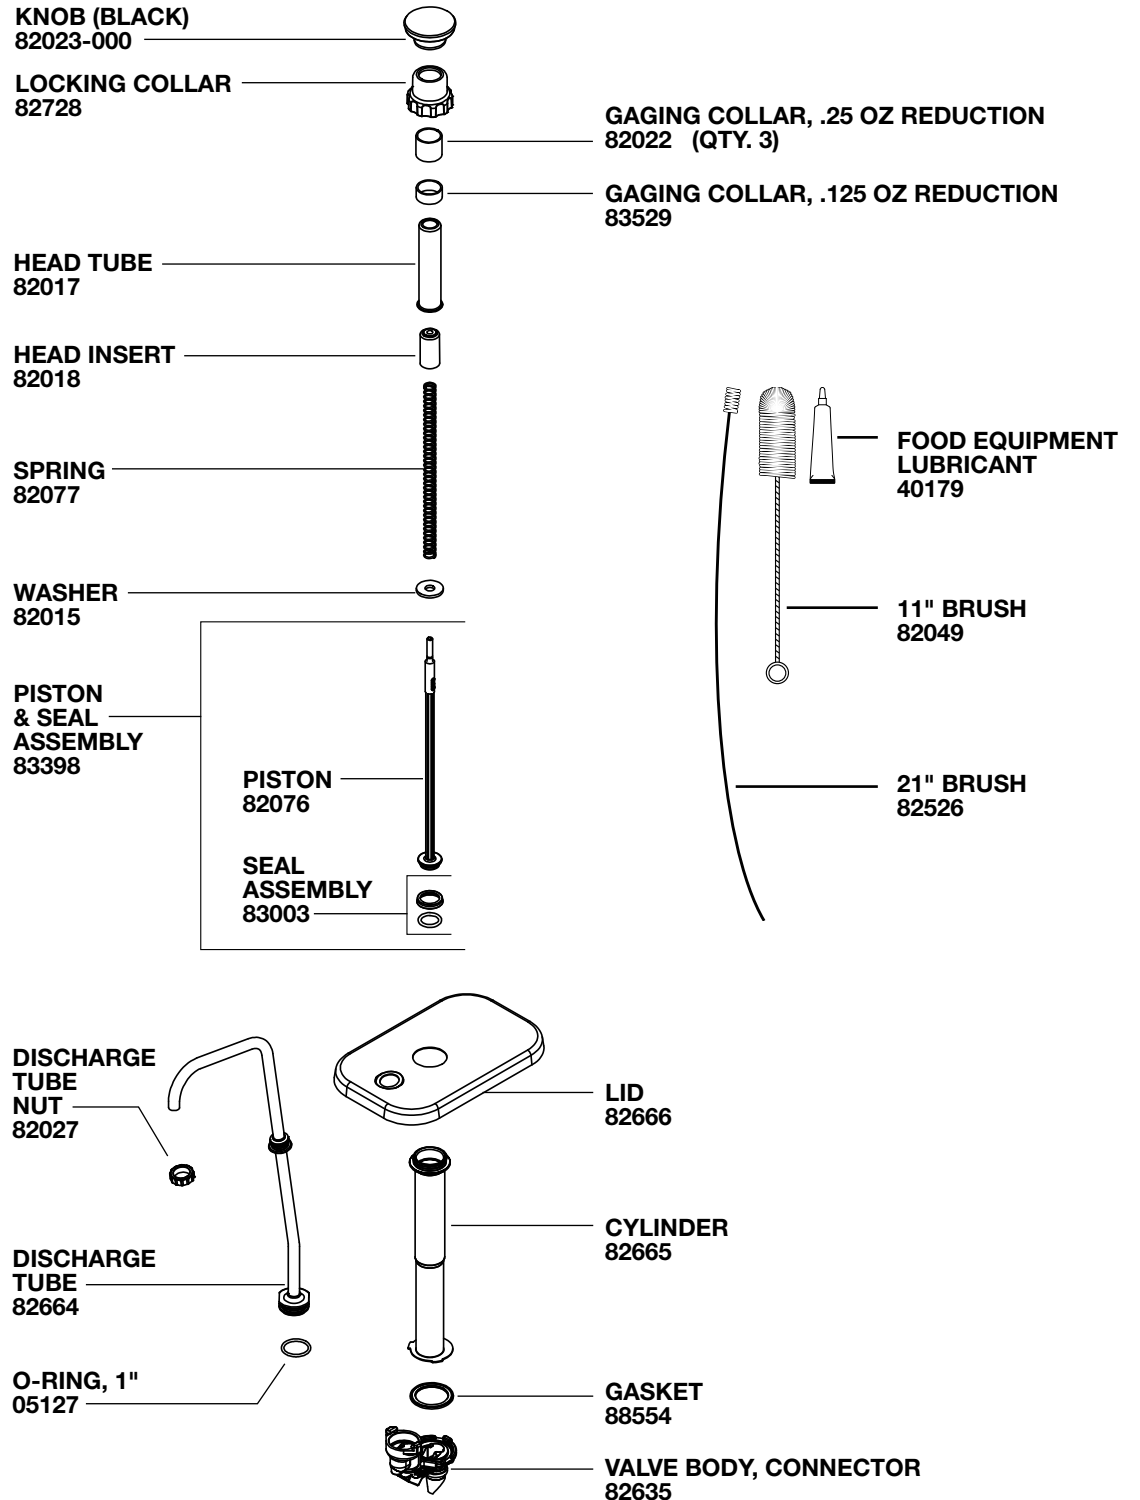 KNOB (BLACK)
82023-000
LOCKING COLLAR
82728
GAGING COLLAR, .25 OZ REDUCTION
82022 (QTY. 3)
GAGING COLLAR, .125 OZ REDUCTION
83529
HEAD TUBE
82017
HEAD INSERT
82018
SPRING
82077
WASHER
82015
PISTON
& SEAL
ASSEMBLY
83398
PISTON
82076
SEAL
ASSEMBLY
83003
FOOD EQUIPMENT
LUBRICANT
40179
11" BRUSH
82049
21" BRUSH
82526
DISCHARGE
TUBE
NUT
82027
DISCHARGE
TUBE
82664
O-RING, 1"
05127
LID
82666
CYLINDER
82665
GASKET
88554
VALVE BODY, CONNECTOR
82635